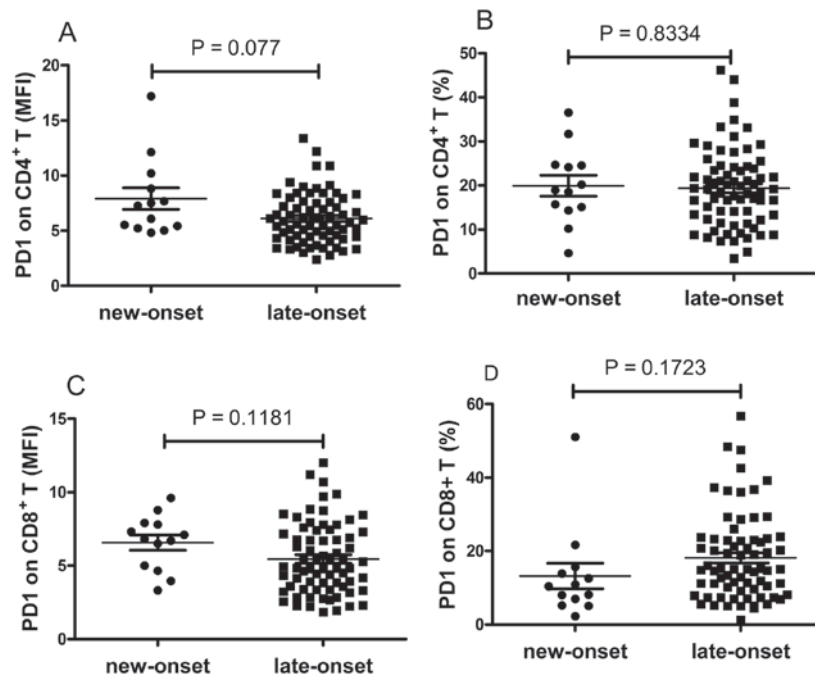 A
P = 0.077
PD1 on CD4⁺ T (MFI)
20
15
10
5
0
new-onset
late-onset
B
P = 0.8334
PD1 on CD4⁺ T (%)
50
40
30
20
10
0
new-onset
late-onset
C
P = 0.1181
PD1 on CD8⁺ T (MFI)
15
10
5
0
new-onset
late-onset
D
P = 0.1723
PD1 on CD8+ T (%)
60
40
20
0
new-onset
late-onset